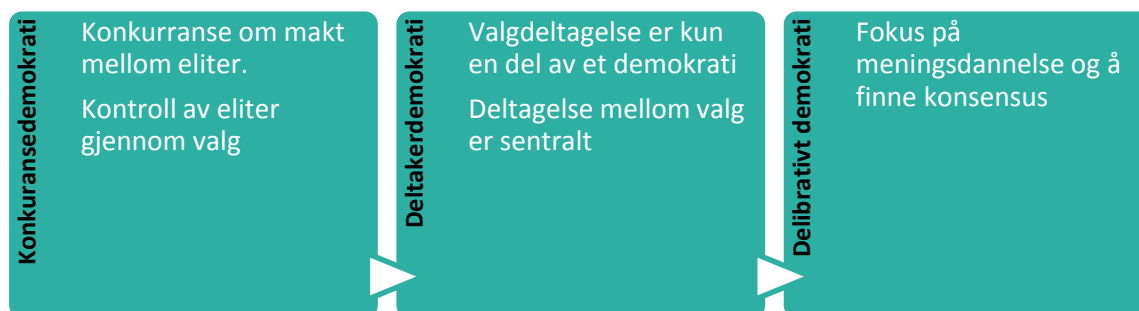 Konkuransedemokrati
Konkurranse om makt
mellom eliter.
Kontroll av eliter
gjennom valg
Deltakerdemokrati
Valgdeltagelse er kun
en del av et demokrati
Deltagelse mellom valg
er sentralt
Delibrativt demokrati
Fokus på
meningsdannelse og å
finne konsensus